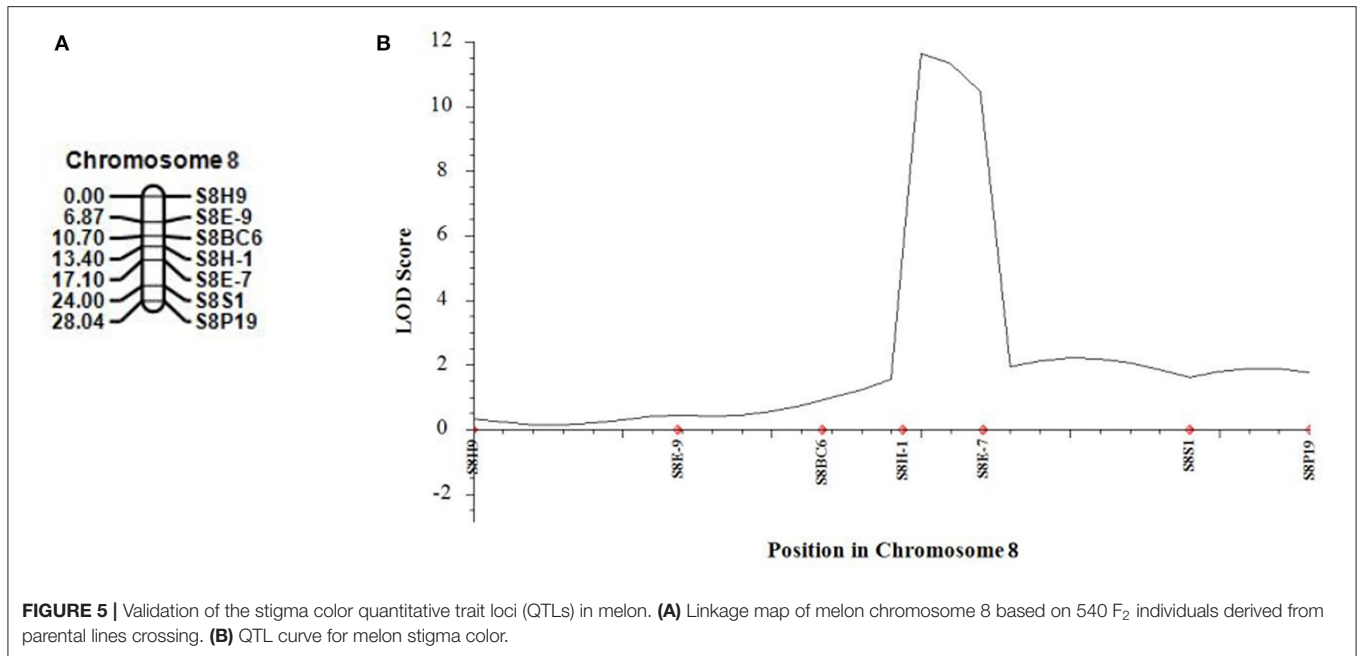 A
Chromosome 8
0.00 S8H9
6.87 S8E-9
10.70 S8BC6
13.40 S8H-1
17.10 S8E-7
24.00 S8S1
28.04 S8P19
B
12
10
8
6
4
2
0
-2
LOD Score
S8H9 S8E-9 S8BC6 S8H-1 S8E-7 S8S1 S8P19
Position in Chromosome 8
FIGURE 5 | Validation of the stigma color quantitative trait loci (QTLs) in melon. (A) Linkage map of melon chromosome 8 based on 540 F2 individuals derived from
parental lines crossing. (B) QTL curve for melon stigma color.